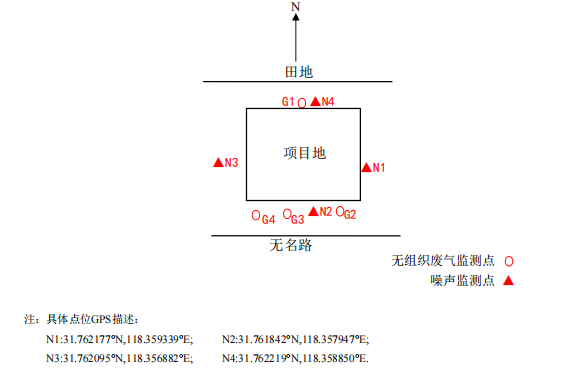 N
田地
G1 N4
项目地
N3
N1
G4 G3 N2 G2
无名路
无组织废气监测点
噪声监测点
注：具体点位GPS描述：
N1:31.762177°N,118.359339°E; N2:31.761842°N,118.357947°E;
N3:31.762095°N,118.356882°E; N4:31.762219°N,118.358850°E.